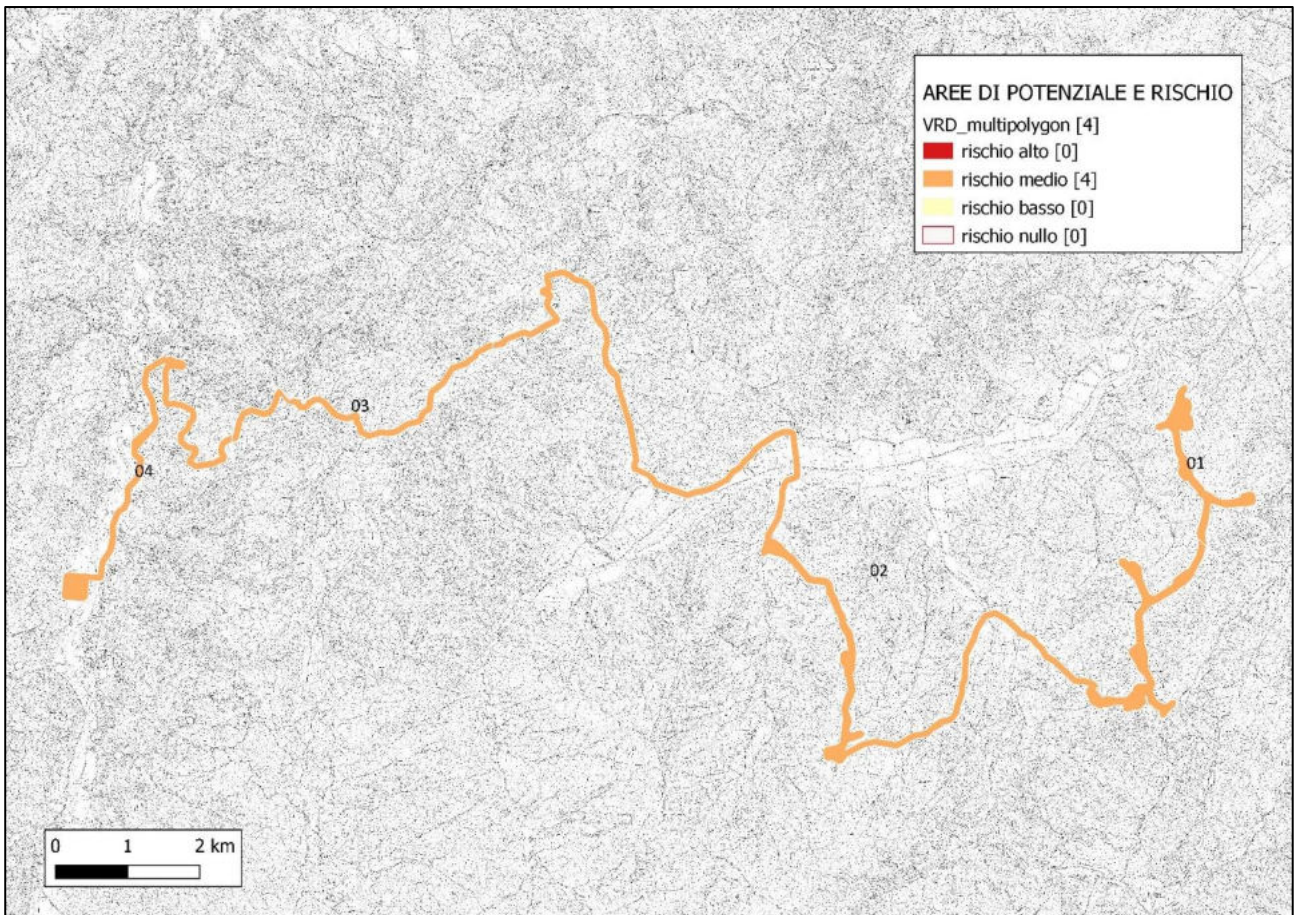 AREE DI POTENZIALE E RISCHIO
VRD_multipolygon [4]
rischio alto [0]
rischio medio [4]
rischio basso [0]
rischio nullo [0]
03
04
01
02
0 1 2 km